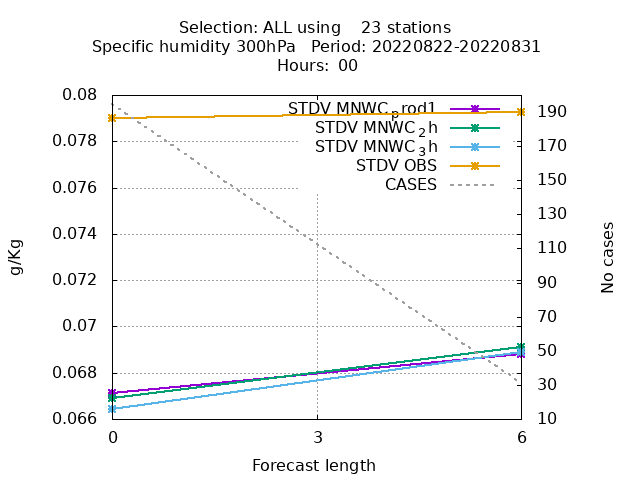 Selection: ALL using    23 stations
Specific humidity 300hPa   Period: 20220822-20220831
Hours: 00
STDV MNWC_prod1
STDV MNWC_2h
STDV MNWC_3h
STDV OBS
CASES
0.08
0.078
0.076
0.074
0.072
0.07
0.068
0.066
g/Kg
190
170
150
130
110
90
70
50
30
10
No cases
0
3
6
Forecast length